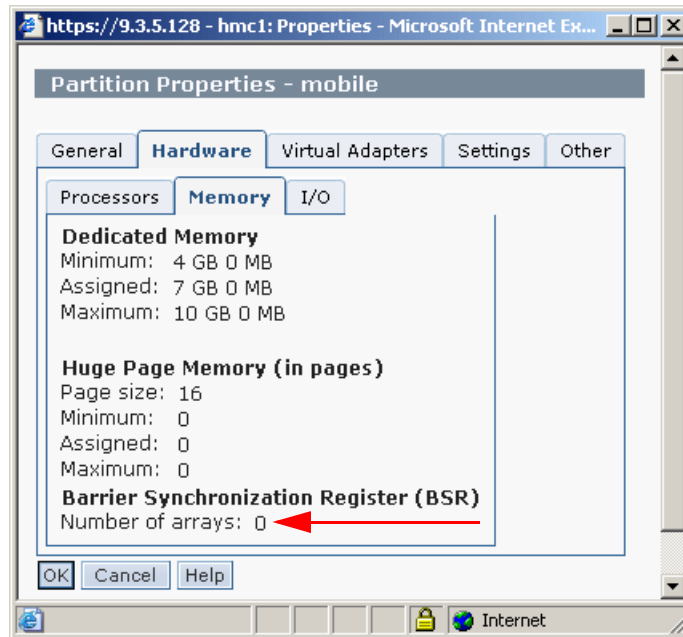 https://9.3.5.128 - hmc1: Properties - Microsoft Internet Ex...
Partition Properties - mobile
General Hardware Virtual Adapters Settings Other
Processors Memory I/O
Dedicated Memory
Minimum: 4 GB 0 MB
Assigned: 7 GB 0 MB
Maximum: 10 GB 0 MB
Huge Page Memory (in pages)
Page size: 16
Minimum: 0
Assigned: 0
Maximum: 0
Barrier Synchronization Register (BSR)
Number of arrays: 0
OK Cancel Help
Internet